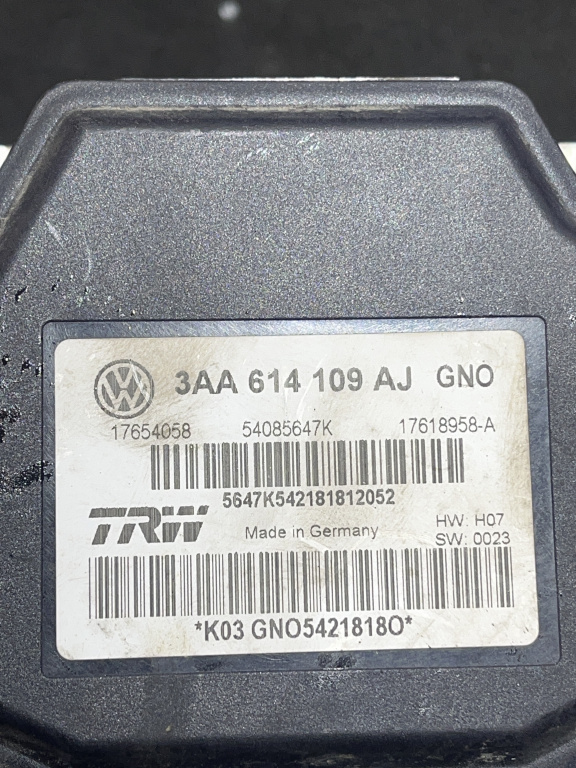 3AA 614 109 AJ GNO
17654058 54085647K 17618958-A
5647K542181812052
TRW Made in Germany HW: H07
SW: 0023
*K03 GNO54218180*